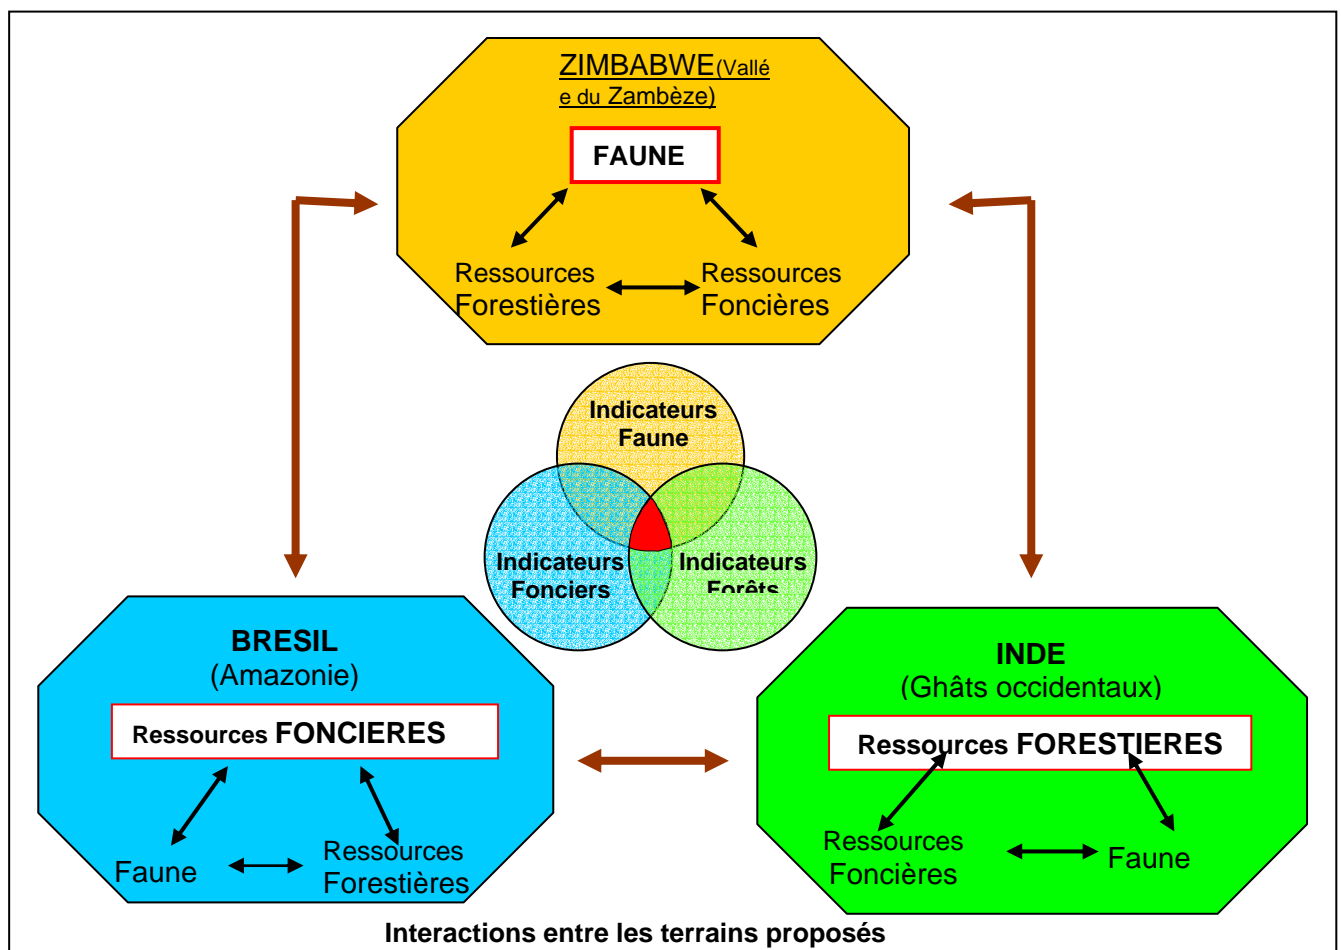 ZIMBABWE(Vallé
e du Zambèze)
FAUNE
Ressources
Forestières
Ressources
Foncières
Indicateurs
Faune
Indicateurs
Fonciers
Indicateurs
Forêts
BRESIL
(Amazonie)
Ressources FONCIERES
Faune
Ressources
Forestières
INDE
(Ghâts occidentaux)
Ressources FORESTIERES
Ressources
Foncières
Faune
Interactions entre les terrains proposés